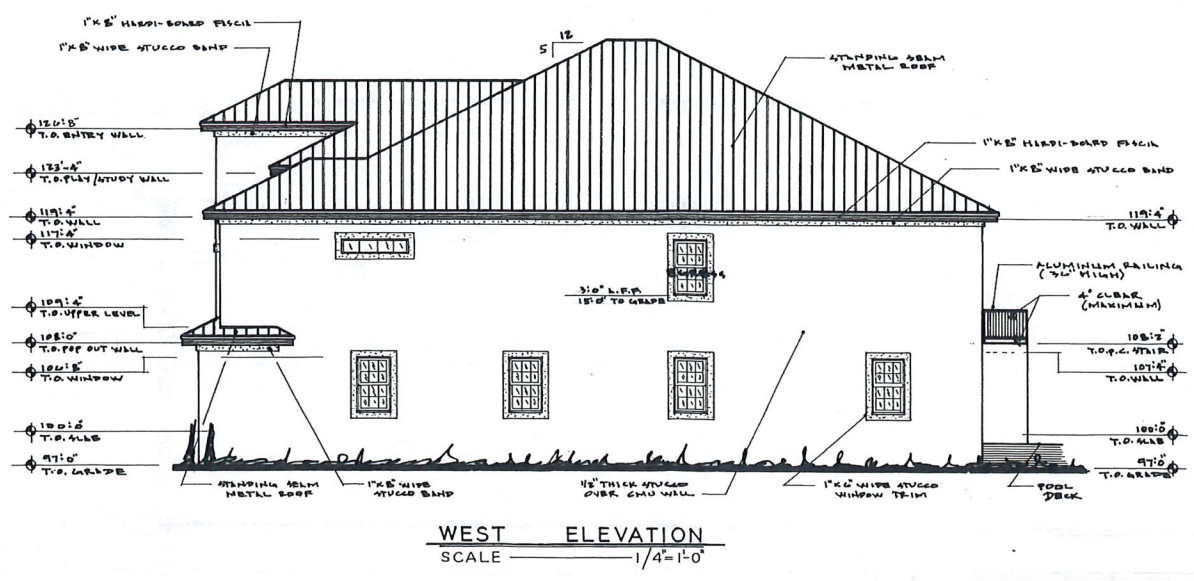 1"X8" HARDI-BOARD FASCIA
1"X8" WIDE STUCCO BAND
12
5
STANDING SEAM
METAL ROOF
126'-8"
T.O. ENTRY WALL
123'-4"
T.O. PLAY/STUDY WALL
119'-4"
T.O. WALL
117'-4"
T.O. WINDOW
109'-4"
T.O. UPPER LEVEL
108'-0"
T.O. POP OUT WALL
106'-8"
T.O. WINDOW
100'-0"
T.O. SLAB
97'-0"
T.O. GRADE
EGRESS
3'-0" A.F.F.
15'-0" TO GRADE
1"X8" HARDI-BOARD FASCIA
1"X8" WIDE STUCCO BAND
119'-4"
T.O. WALL
ALUMINUM RAILING
(36" HIGH)
4" CLEAR
(MAXIMUM)
108'-2"
T.O.P.C. STAIR
107'-4"
T.O. WALL
100'-0"
T.O. SLAB
97'-0"
T.O. GRADE
STANDING SEAM
METAL ROOF
1"X8" WIDE
STUCCO BAND
1/2" THICK STUCCO
OVER CMU WALL
1"X6" WIDE STUCCO
WINDOW TRIM
POOL
DECK
WEST ELEVATION
SCALE 1/4"=1'-0"